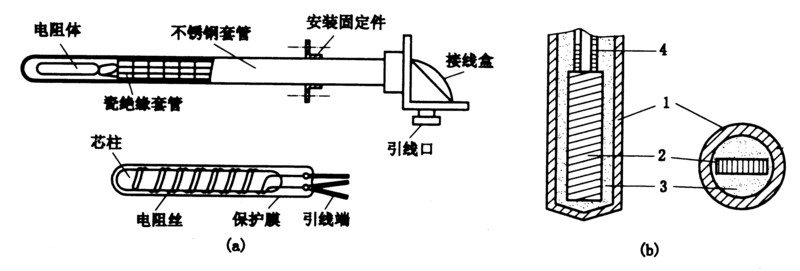 电阻体
不锈钢套管
安装固定件
接线盒
瓷绝缘套管
引线口
芯柱
电阻丝
保护膜
引线端
(a)
4
1
2
3
(b)